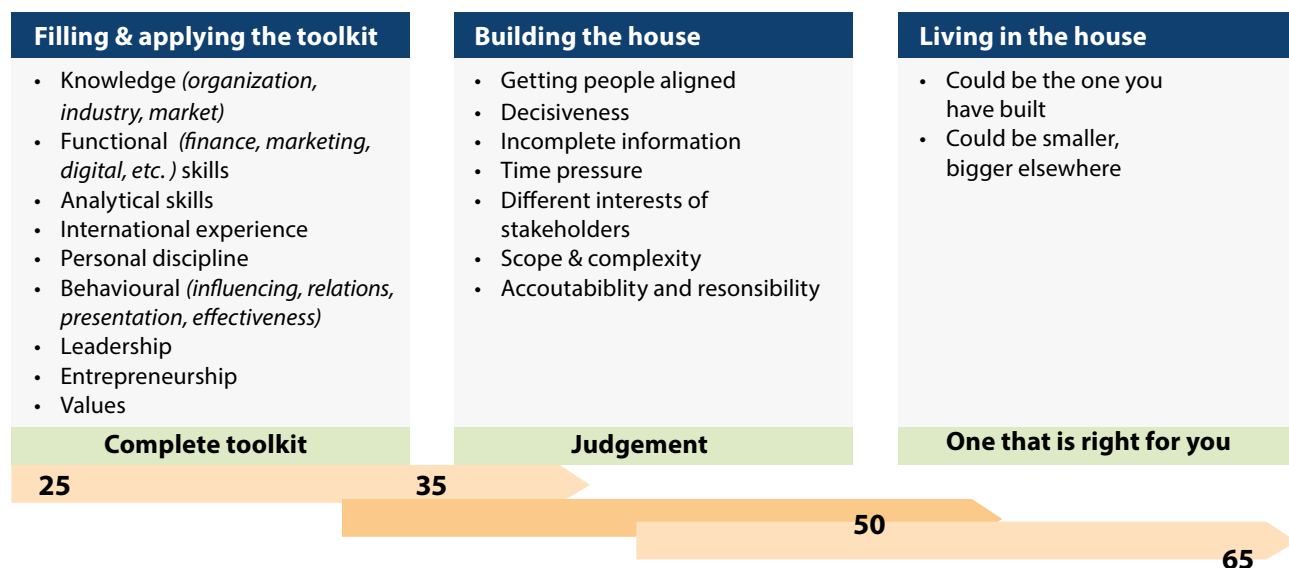 Filling & applying the toolkit
• Knowledge (organization,
industry, market)
• Functional (finance, marketing,
digital, etc. ) skills
• Analytical skills
• International experience
• Personal discipline
• Behavioural (influencing, relations,
presentation, effectiveness)
• Leadership
• Entrepreneurship
• Values
Complete toolkit
Building the house
• Getting people aligned
• Decisiveness
• Incomplete information
• Time pressure
• Different interests of
stakeholders
• Scope & complexity
• Accoutabiblity and resonsibility
Judgement
Living in the house
• Could be the one you
have built
• Could be smaller,
bigger elsewhere
One that is right for you
25
35
50
65